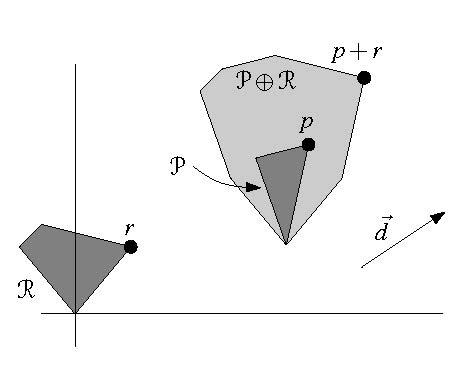 p + r
𝒫 ⊕ ℛ
p
𝒫
r
d⃗
ℛ